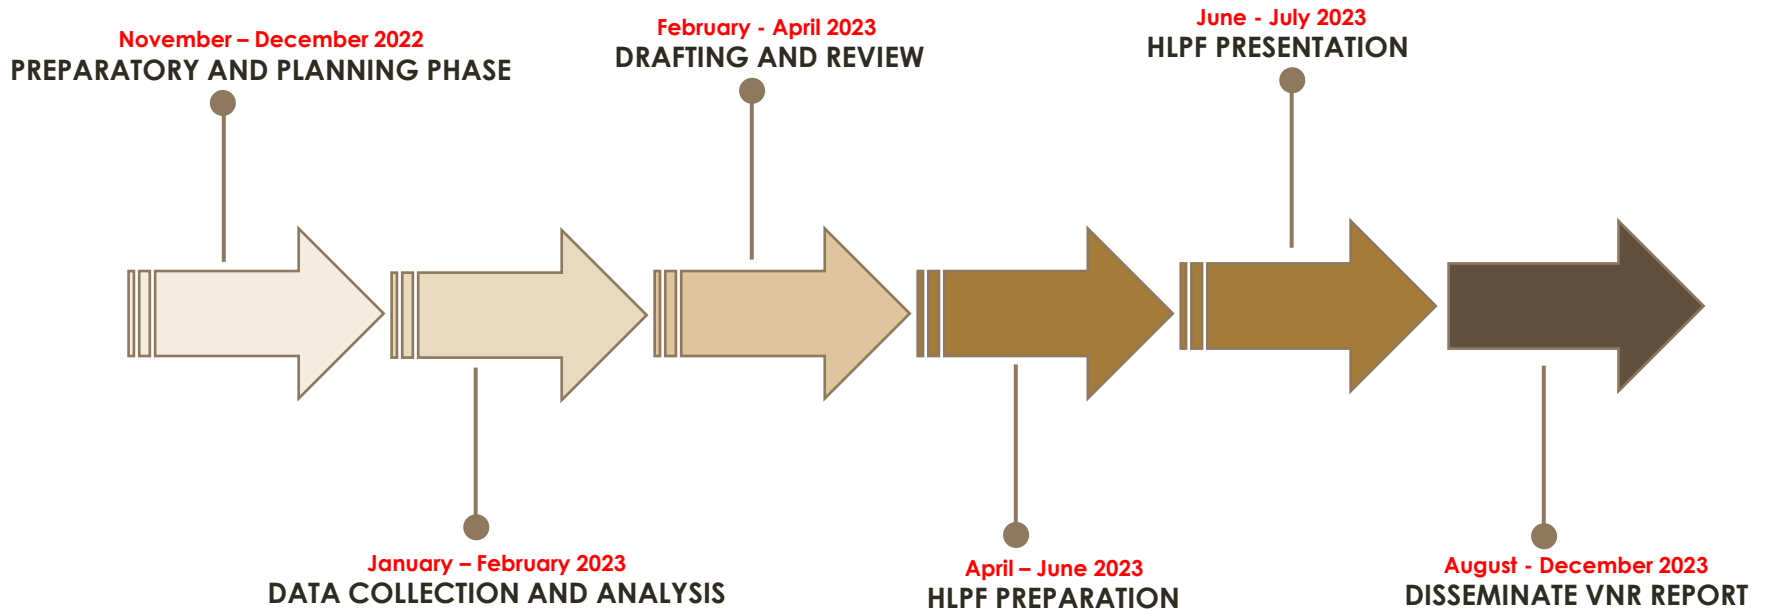 November – December 2022
PREPARATORY AND PLANNING PHASE
January – February 2023
DATA COLLECTION AND ANALYSIS
February - April 2023
DRAFTING AND REVIEW
April – June 2023
HLPF PREPARATION
June - July 2023
HLPF PRESENTATION
August - December 2023
DISSEMINATE VNR REPORT